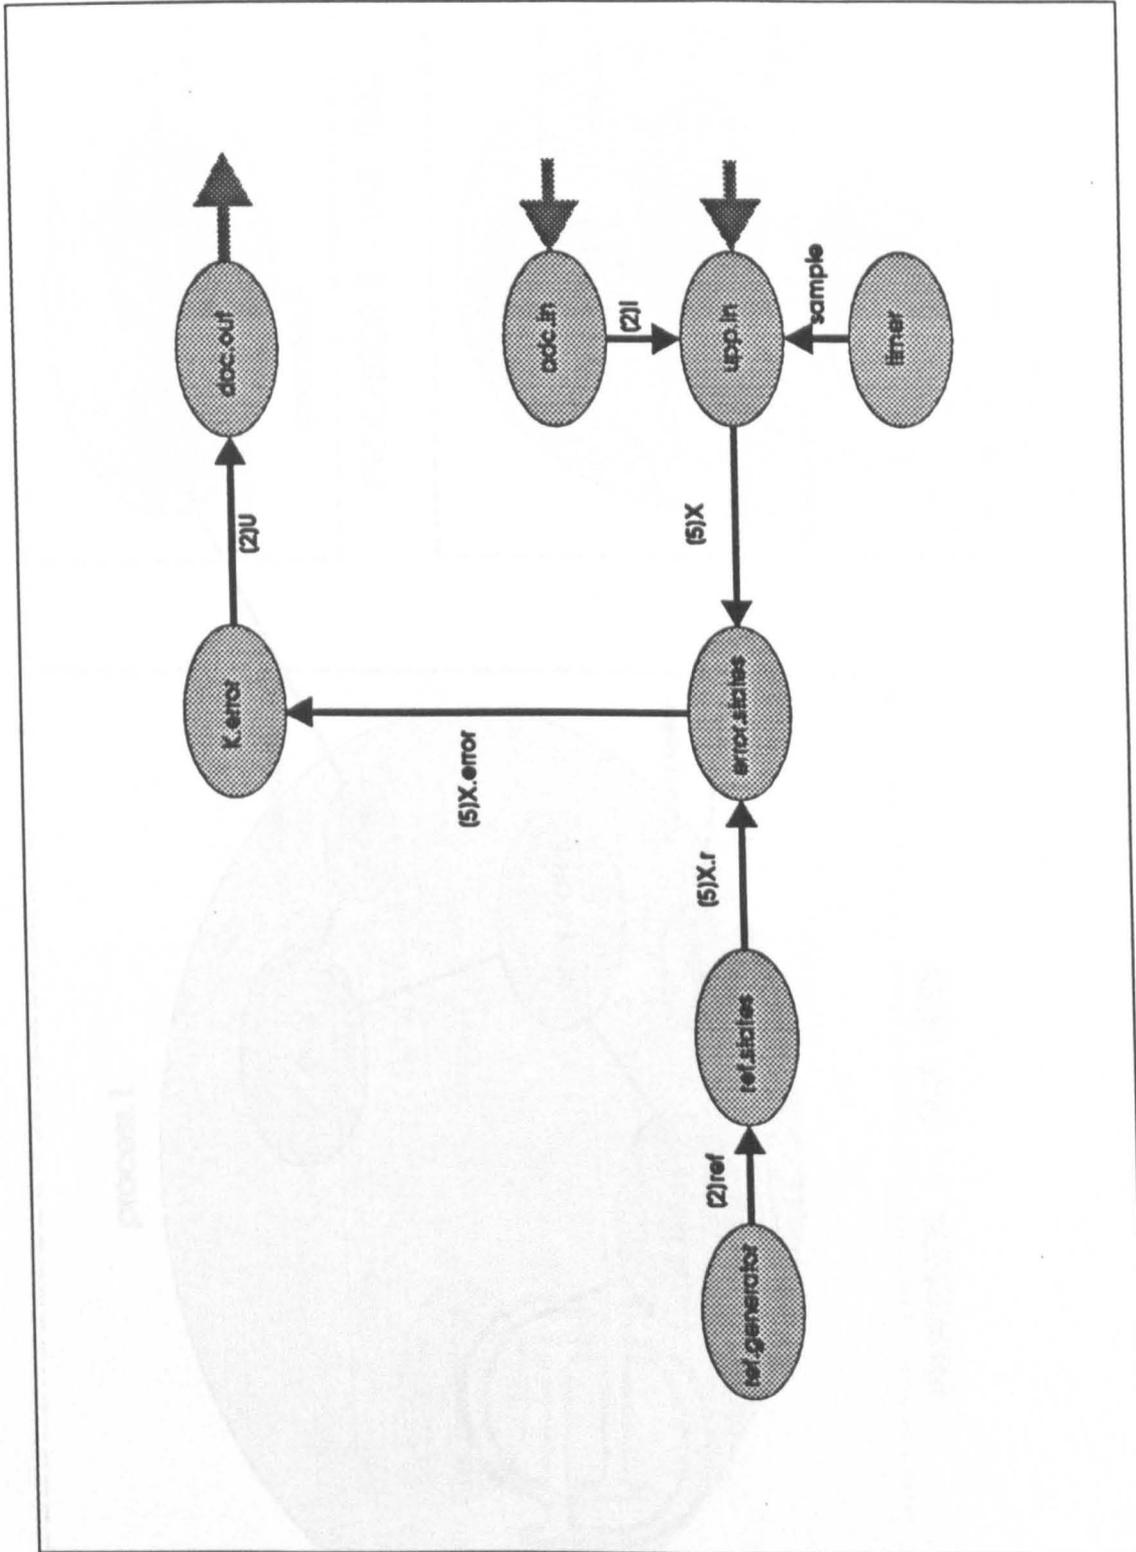 K.error
(2)U
dac.out
(5)X.error
adc.in
(2)I
ref.generator
(2)ref
ref.states
(5)X.r
error.states
(5)X
upp.in
sample
timer